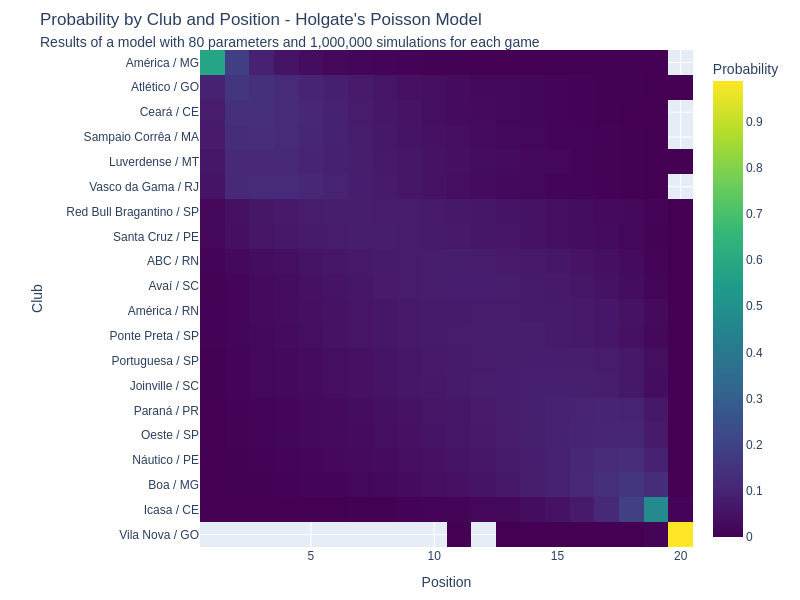 Probability by Club and Position - Holgate's Poisson Model
Results of a model with 80 parameters and 1,000,000 simulations for each game
Probability
Club
América / MG
Atlético / GO
Ceará / CE
Sampaio Corrêa / MA
Luverdense / MT
Vasco da Gama / RJ
Red Bull Bragantino / SP
Santa Cruz / PE
ABC / RN
Avaí / SC
América / RN
Ponte Preta / SP
Portuguesa / SP
Joinville / SC
Paraná / PR
Oeste / SP
Náutico / PE
Boa / MG
Icasa / CE
Vila Nova / GO
0.9
0.8
0.7
0.6
0.5
0.4
0.3
0.2
0.1
0
5 10 15 20
Position